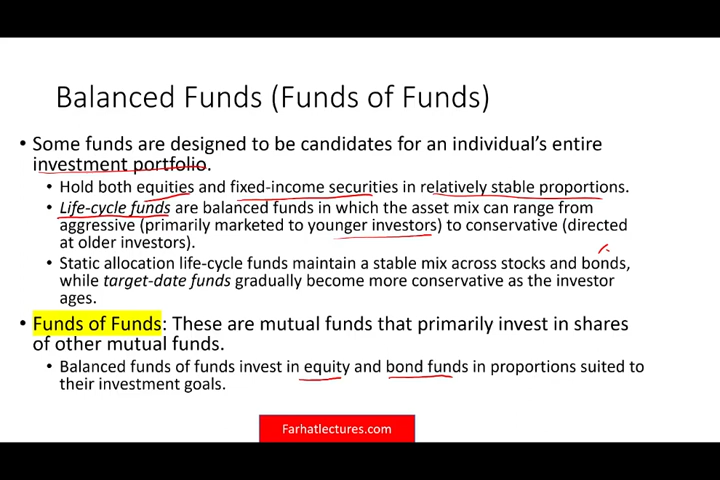 Balanced Funds (Funds of Funds)
• Some funds are designed to be candidates for an individual's entire
investment portfolio.
• Hold both equities and fixed-income securities in relatively stable proportions.
• Life-cycle funds are balanced funds in which the asset mix can range from
aggressive (primarily marketed to younger investors) to conservative (directed
at older investors).
• Static allocation life-cycle funds maintain a stable mix across stocks and bonds,
while target-date funds gradually become more conservative as the investor
ages.
• Funds of Funds: These are mutual funds that primarily invest in shares
of other mutual funds.
• Balanced funds of funds invest in equity and bond funds in proportions suited to
their investment goals.
Farhatlectures.com